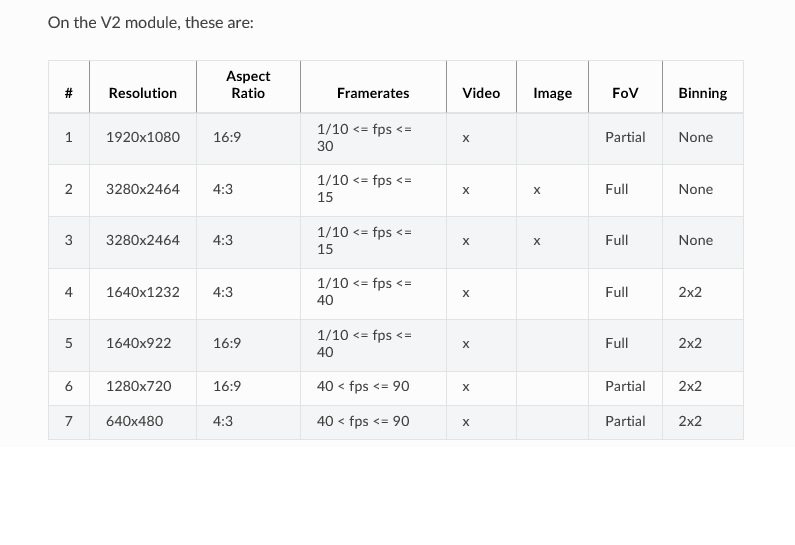 On the V2 module, these are:
# Resolution Aspect Ratio Framerates Video Image FoV Binning
1 1920x1080 16:9 1/10 <= fps <= 30 x Partial None
2 3280x2464 4:3 1/10 <= fps <= 15 x x Full None
3 3280x2464 4:3 1/10 <= fps <= 15 x x Full None
4 1640x1232 4:3 1/10 <= fps <= 40 x Full 2x2
5 1640x922 16:9 1/10 <= fps <= 40 x Full 2x2
6 1280x720 16:9 40 < fps <= 90 x Partial 2x2
7 640x480 4:3 40 < fps <= 90 x Partial 2x2